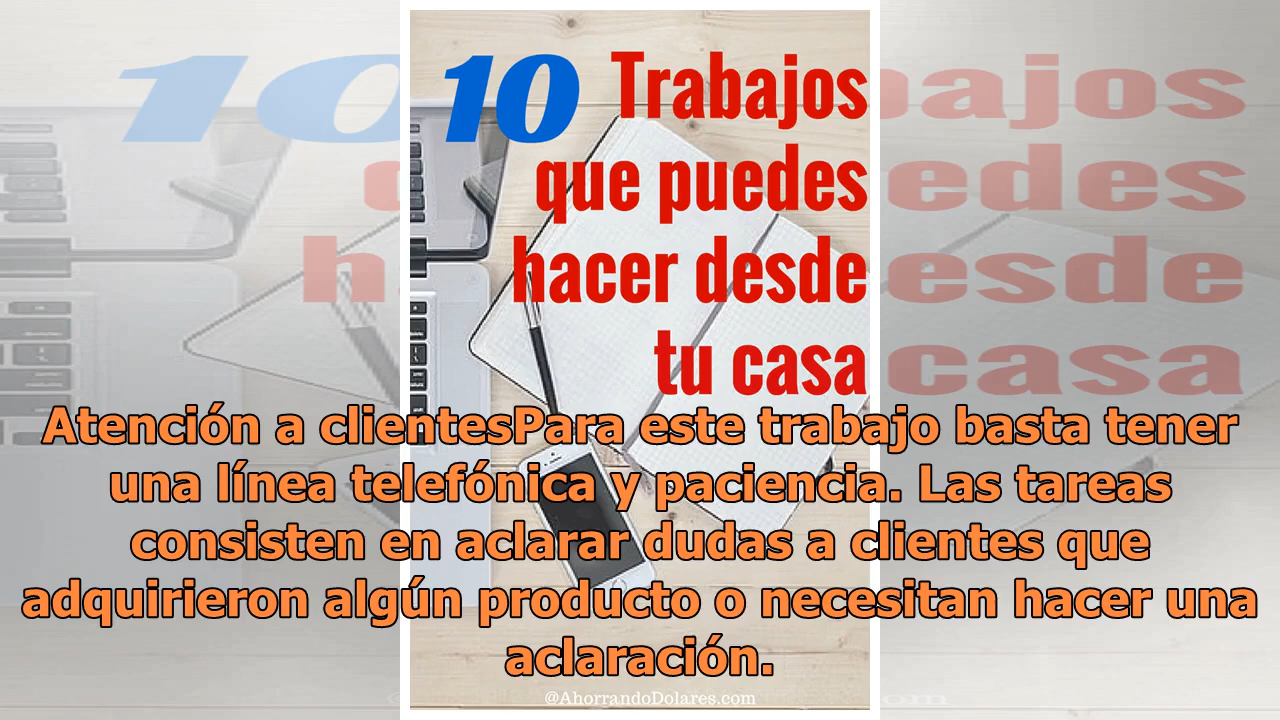 10 Trabajos
que puedes
hacer desde
tu casa
Atención a clientesPara este trabajo basta tener
una línea telefónica y paciencia. Las tareas
consisten en aclarar dudas a clientes que
adquirieron algún producto o necesitan hacer una
aclaración.
@AhorrandoDolares.com